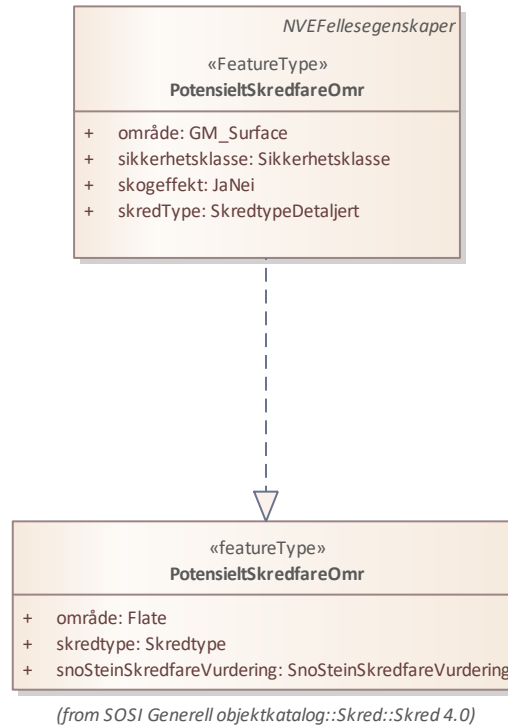 NVEFellesegenskaper
«FeatureType»
PotensieltSkredfareOmr
+ område: GM_Surface
+ sikkerhetsklasse: Sikkerhetsklasse
+ skogeffekt: JaNei
+ skredType: SkredtypeDetaljert
«featureType»
PotensieltSkredfareOmr
+ område: Flate
+ skredtype: Skredtype
+ snoSteinSkredfareVurdering: SnoSteinSkredfareVurdering
(from SOSI Generell objektkatalog::Skred::Skred 4.0)